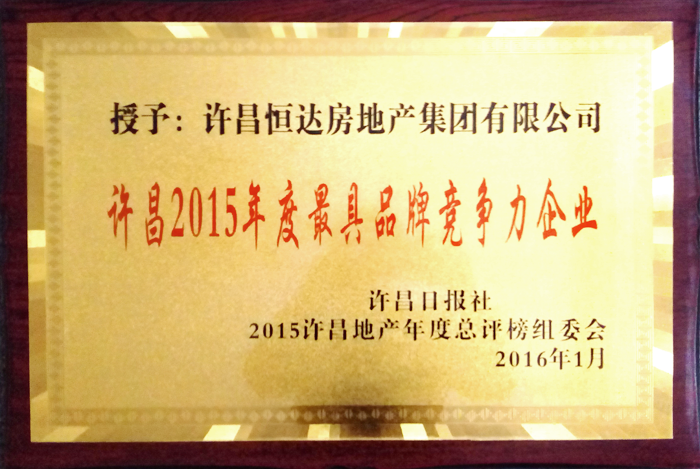 授予：许昌恒达房地产集团有限公司
许昌2015年度最具品牌竞争力企业
许昌日报社
2015许昌地产年度总评榜组委会
2016年1月